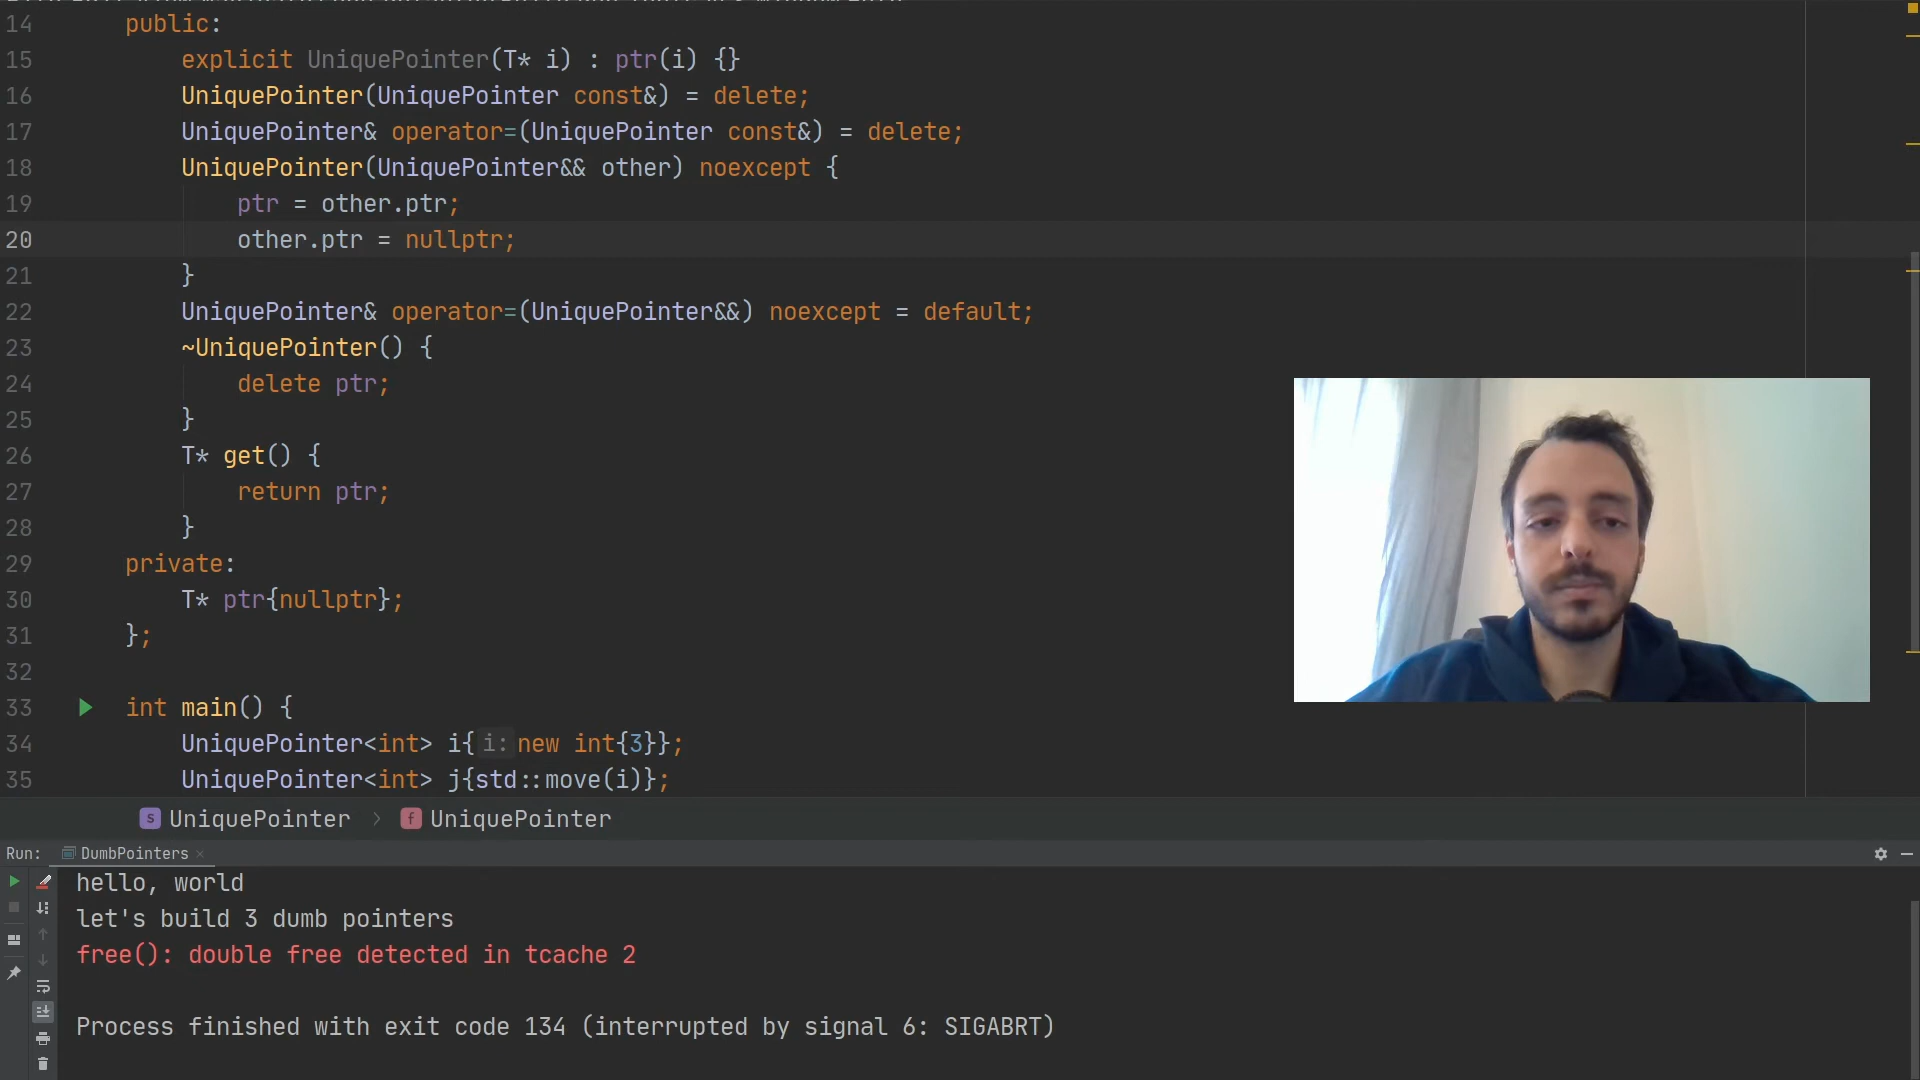 14 public:
15 explicit UniquePointer(T* i) : ptr(i) {}
16 UniquePointer(UniquePointer const&) = delete;
17 UniquePointer& operator=(UniquePointer const&) = delete;
18 UniquePointer(UniquePointer&& other) noexcept {
19 ptr = other.ptr;
20 other.ptr = nullptr;
21 }
22 UniquePointer& operator=(UniquePointer&&) noexcept = default;
23 ~UniquePointer() {
24 delete ptr;
25 }
26 T* get() {
27 return ptr;
28 }
29 private:
30 T* ptr{nullptr};
31 };
32
33 int main() {
34 UniquePointer<int> i{ i: new int{3}};
35 UniquePointer<int> j{std::move(i)};
S UniquePointer > f UniquePointer
Run: DumbPointers ×
hello, world
let's build 3 dumb pointers
free(): double free detected in tcache 2
Process finished with exit code 134 (interrupted by signal 6: SIGABRT)